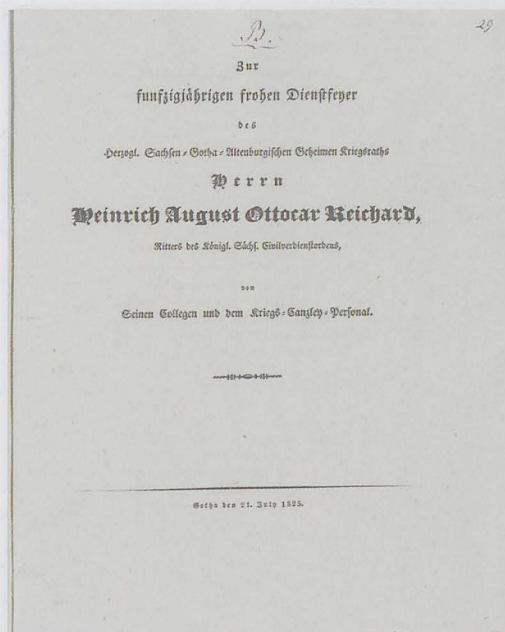 B.
29
Zur
funfzigjährigen frohen Dienstfeyer
des
Herzogl. Sachsen-Gotha-Altenburgischen Geheimen Kriegsraths
Herrn
Heinrich August Ottocar Reichard,
Ritters des Königl. Sächs. Civilverdienstordens,
von
Seinen Collegen und dem Kriegs-Canzley-Personal.
Gotha den 21. July 1825.